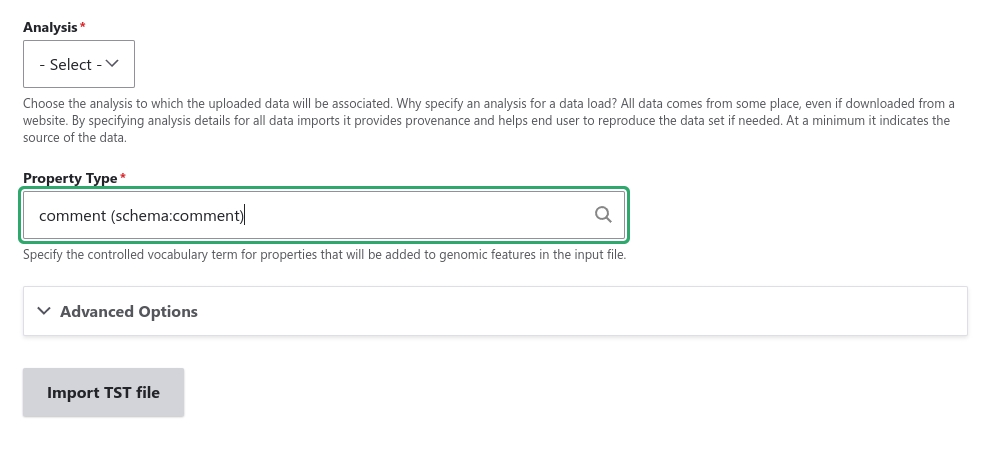 Analysis*
- Select -
Choose the analysis to which the uploaded data will be associated. Why specify an analysis for a data load? All data comes from some place, even if downloaded from a
website. By specifying analysis details for all data imports it provides provenance and helps end user to reproduce the data set if needed. At a minimum it indicates the
source of the data.
Property Type*
comment (schema:comment)
Specify the controlled vocabulary term for properties that will be added to genomic features in the input file.
Advanced Options
Import TST file